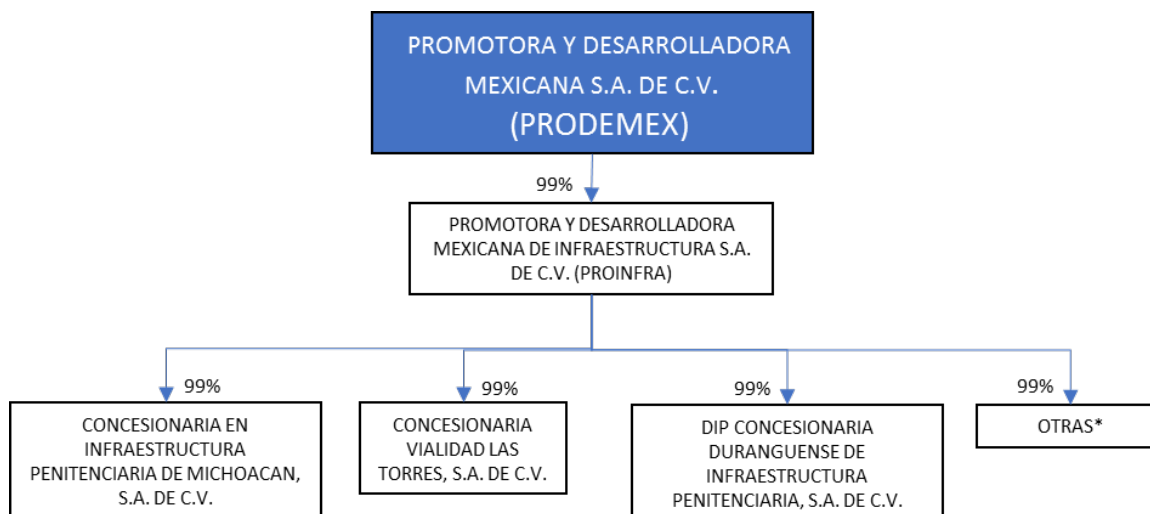 PROMOTORA Y DESARROLLADORA
MEXICANA S.A. DE C.V.
(PRODEMEX)
99%
PROMOTORA Y DESARROLLADORA
MEXICANA DE INFRAESTRUCTURA S.A.
DE C.V. (PROINFRA)
99%
CONCESIONARIA EN
INFRAESTRUCTURA
PENITENCIARIA DE MICHOACAN,
S.A. DE C.V.
99%
CONCESIONARIA
VIALIDAD LAS
TORRES, S.A. DE C.V.
99%
DIP CONCESIONARIA
DURANGUENSE DE
INFRAESTRUCTURA
PENITENCIARIA, S.A. DE C.V.
99%
OTRAS*